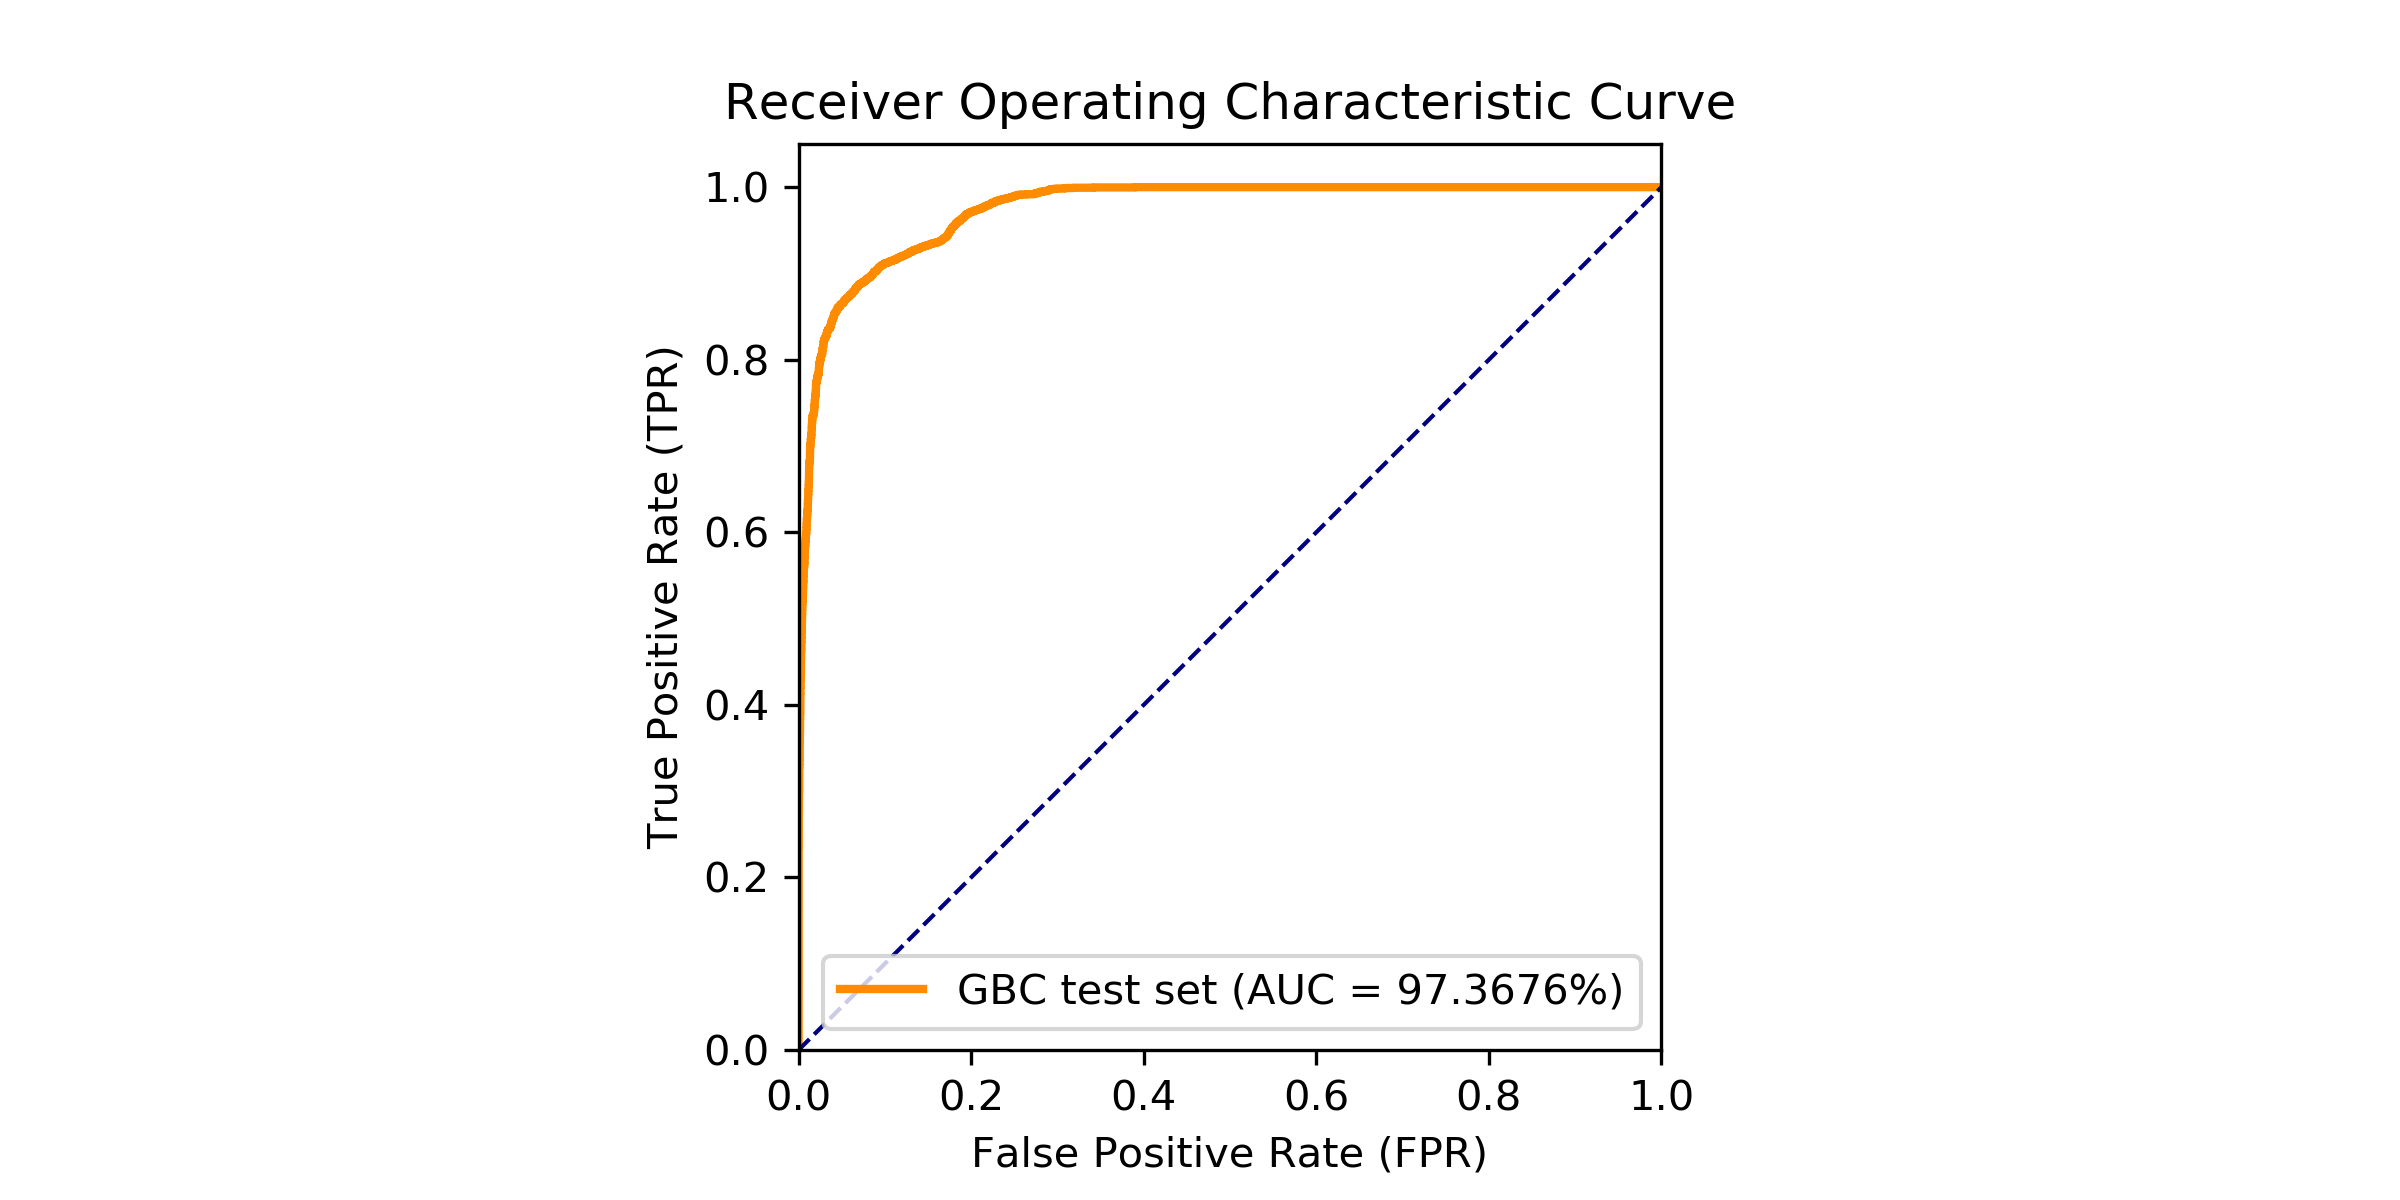 Receiver Operating Characteristic Curve
1.0
0.8
0.6
0.4
0.2
0.0
True Positive Rate (TPR)
GBC test set (AUC = 97.3676%)
0.0 0.2 0.4 0.6 0.8 1.0
False Positive Rate (FPR)